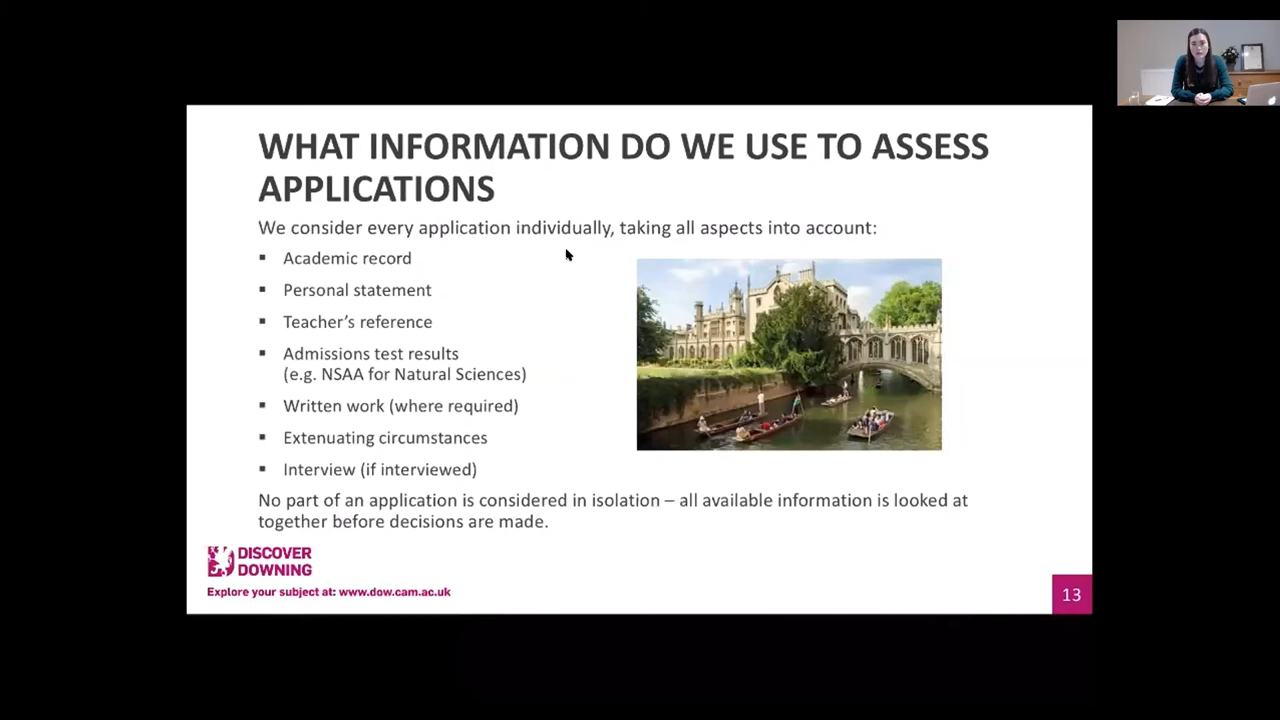 WHAT INFORMATION DO WE USE TO ASSESS
APPLICATIONS
We consider every application individually, taking all aspects into account:
▪ Academic record
▪ Personal statement
▪ Teacher’s reference
▪ Admissions test results
(e.g. NSAA for Natural Sciences)
▪ Written work (where required)
▪ Extenuating circumstances
▪ Interview (if interviewed)
No part of an application is considered in isolation – all available information is looked at
together before decisions are made.
DISCOVER
DOWNING
Explore your subject at: www.dow.cam.ac.uk
13